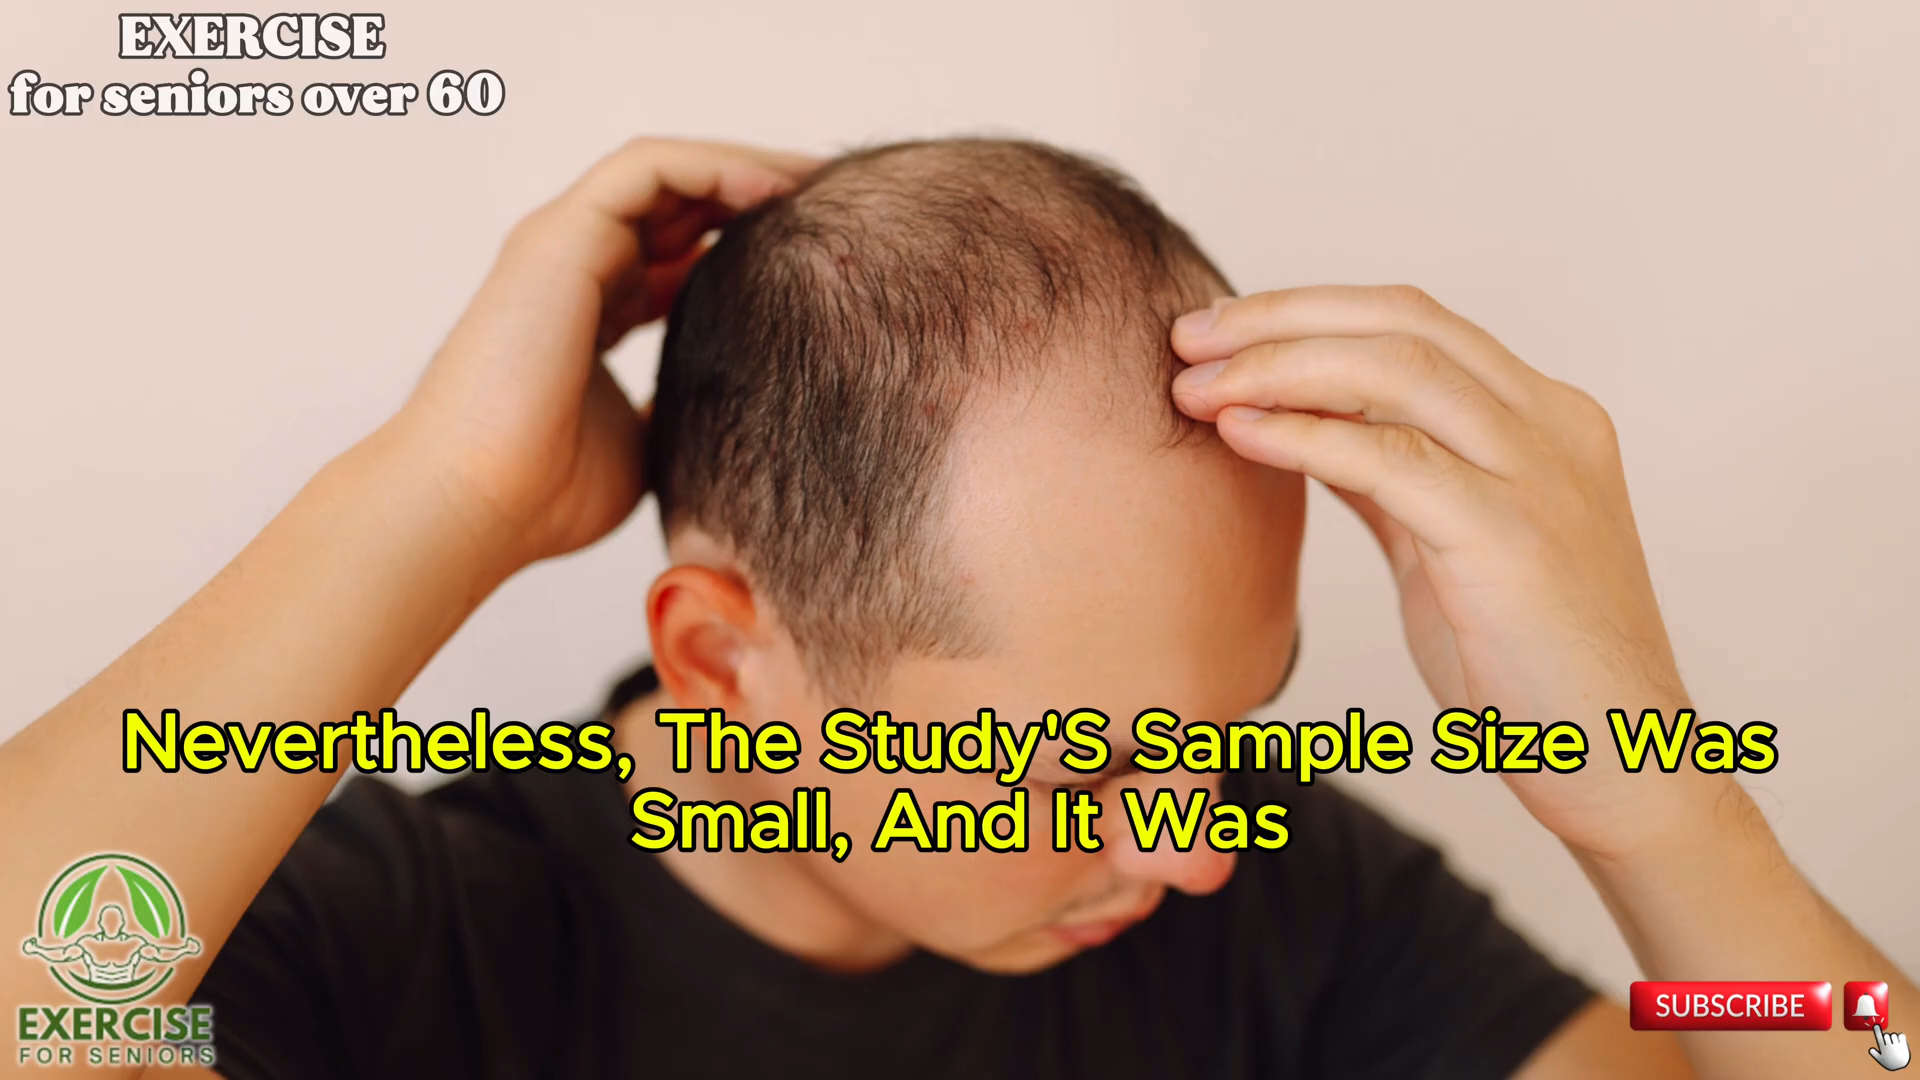 EXERCISE
for seniors over 60
Nevertheless, The Study'S Sample Size Was
Small, And It Was
EXERCISE
FOR SENIORS
SUBSCRIBE